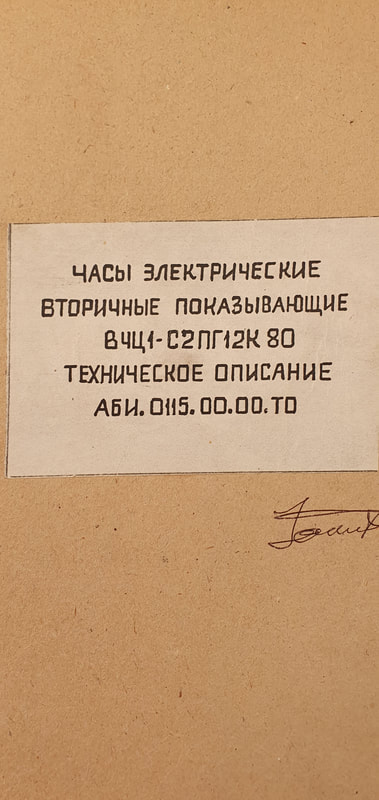 ЧАСЫ ЭЛЕКТРИЧЕСКИЕ
ВТОРИЧНЫЕ ПОКАЗЫВАЮЩИЕ
ВЧЦ1-С2ПГ12К 80
ТЕХНИЧЕСКОЕ ОПИСАНИЕ
АБИ.0115.00.00.ТО